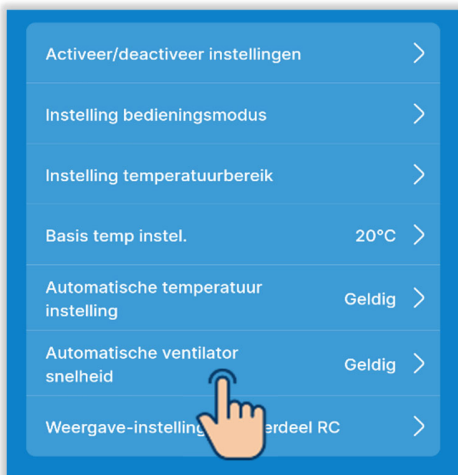 Activeer/deactiveer instellingen
Instelling bedieningsmodus
Instelling temperatuurbereik
Basis temp instel. 20°C
Automatische temperatuur
instelling Geldig
Automatische ventilator
snelheid Geldig
Weergave-instelling erdeel RC